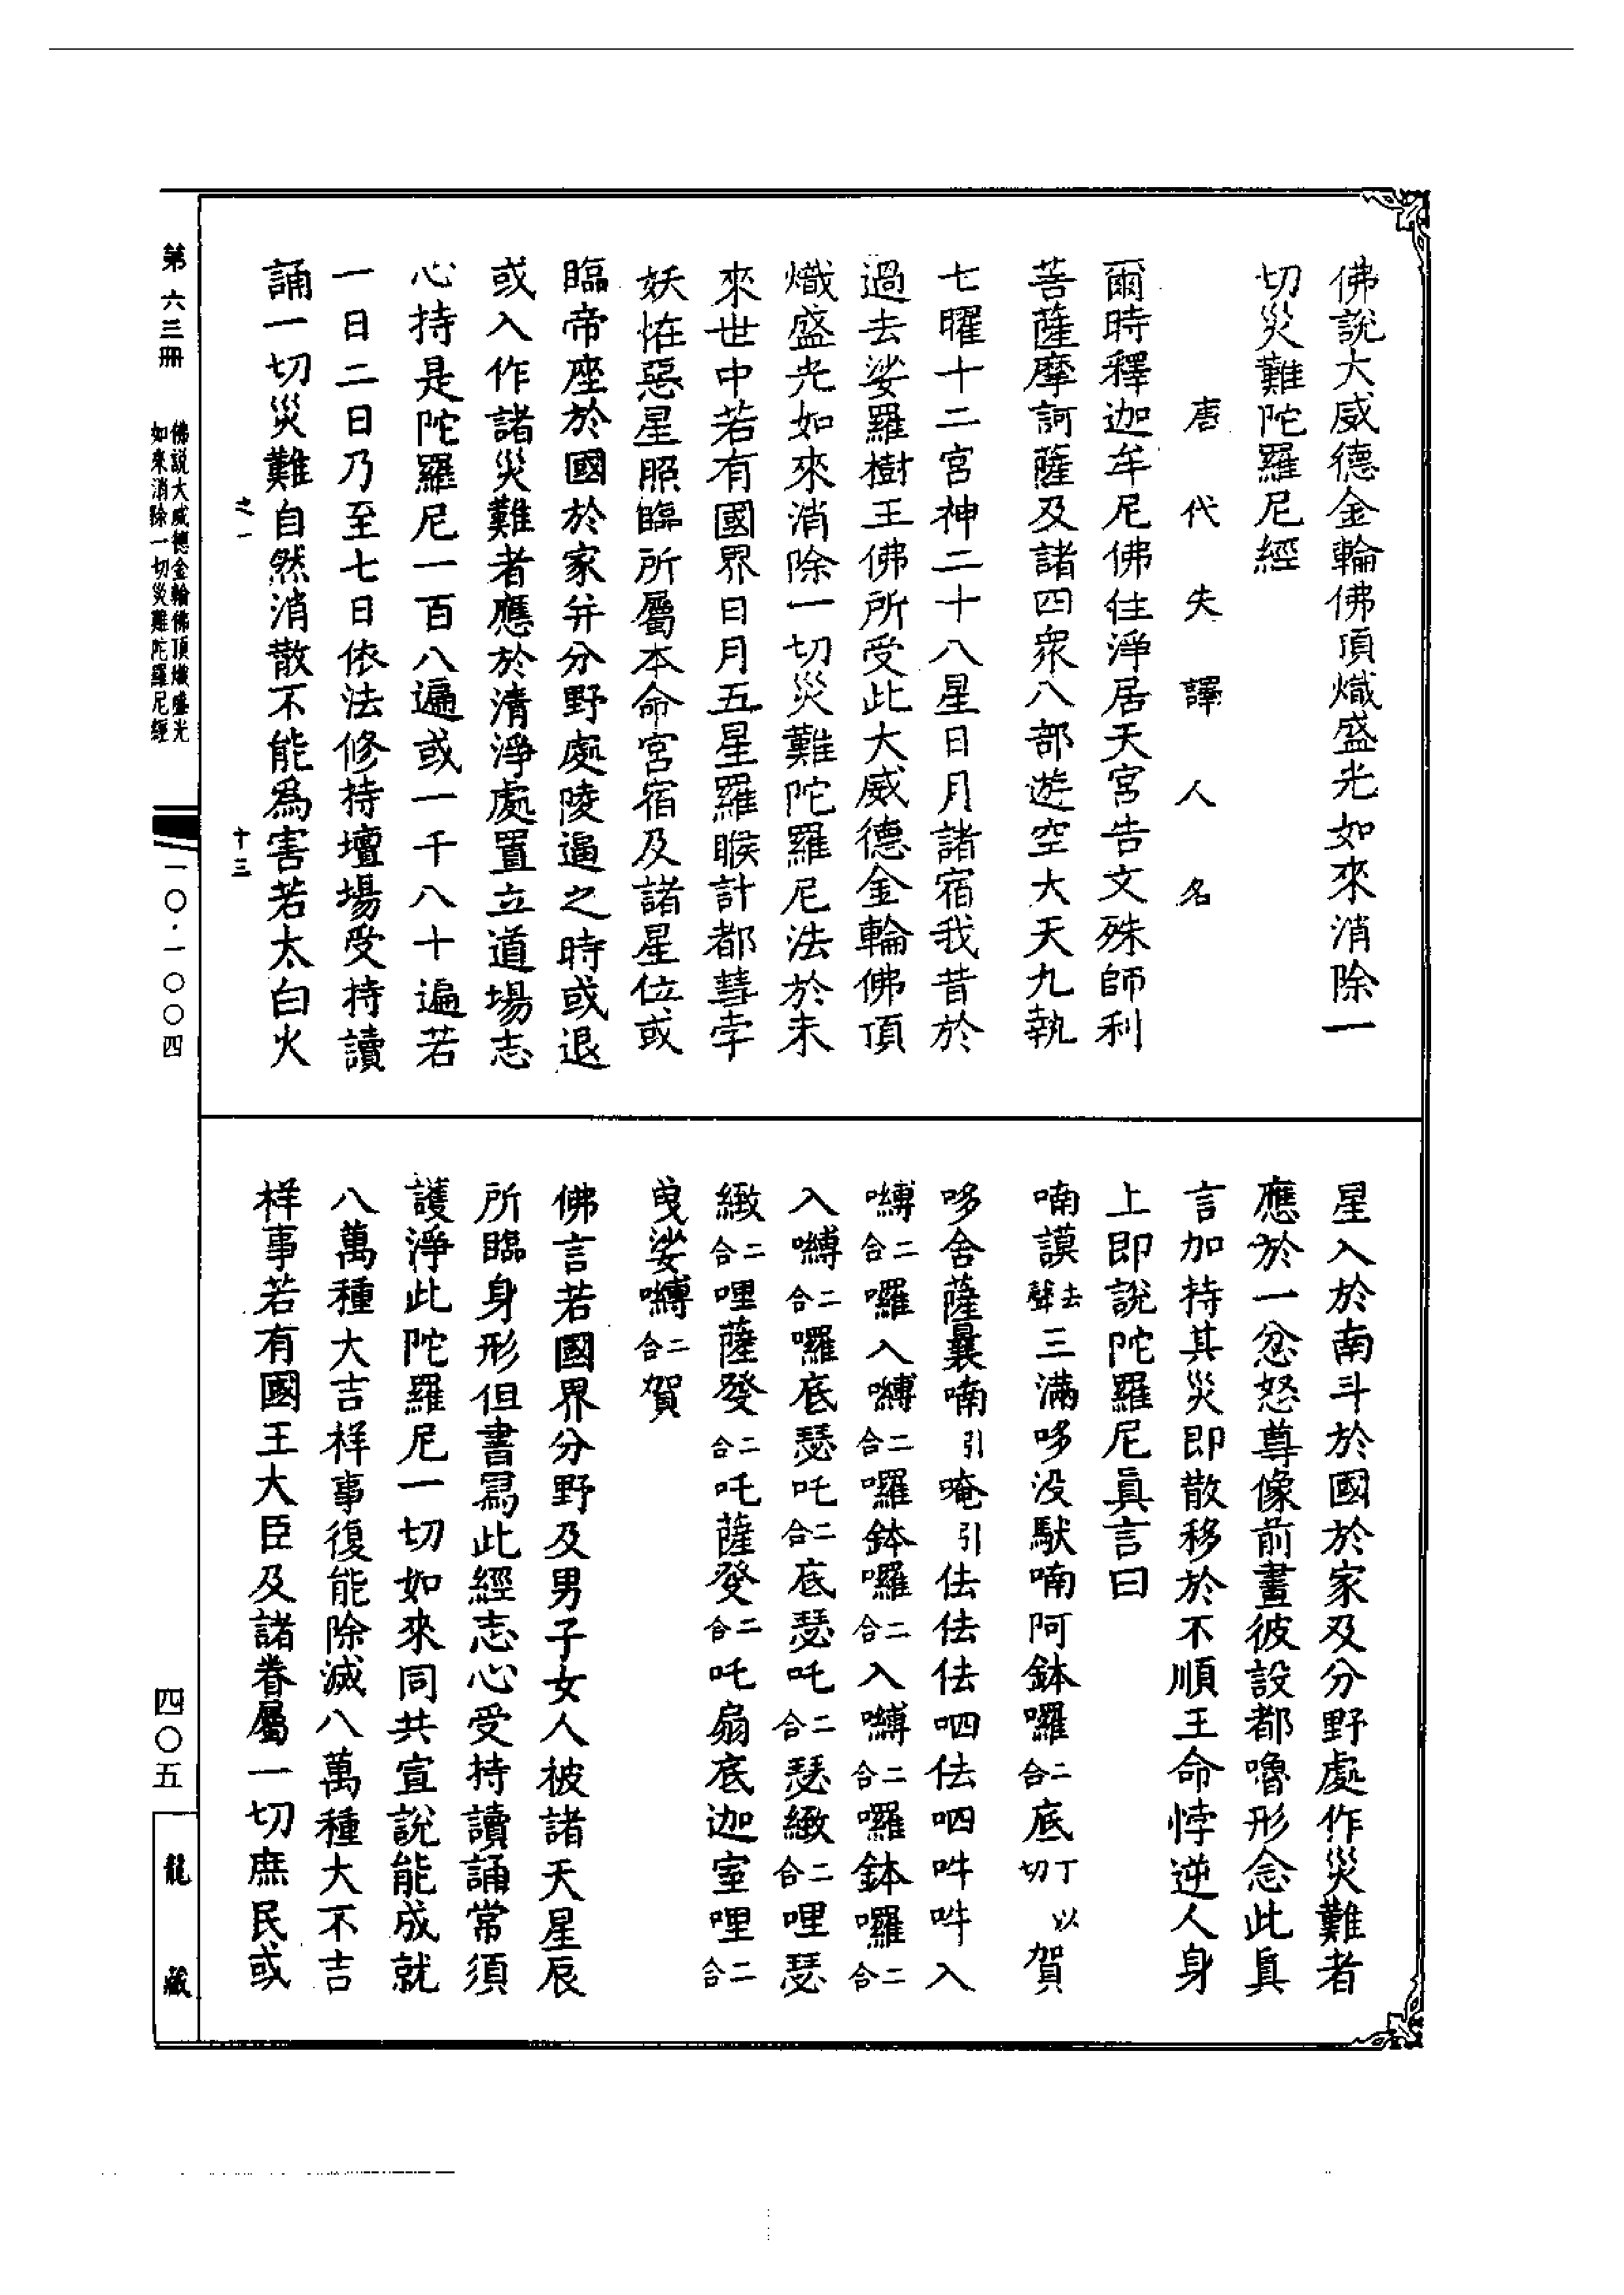 佛說大威德金輪佛頂熾盛光如來消除一
切災難陀羅尼經
唐代失譯人名
爾時釋迦牟尼佛住淨居天宮告文殊師利
菩薩摩訶薩及諸四衆八部遊空大天九執
七曜十二宮神二十八星日月諸宿我昔於
過去娑羅樹王佛所受此大威德金輪佛頂
熾盛光如來消除一切災難陀羅尼法於未
來世中若有國界日月五星羅睺計都彗孛
妖怪惡星照臨所屬本命宮宿及諸星位或
臨帝座於國於家并分野處陵逼之時或退
或入作諸災難者應於清淨處置立道場志
心持是陀羅尼一百八遍或一千八十遍若
一日二日乃至七日依法修持壇場受持讀
誦一切災難自然消散不能爲害若太白火
之一 十三
星入於南斗於國於家及分野處作災難者
應於一忿怒尊像前畫彼設都嚕形念此眞
言加持其災即散移於不順王命悖逆人身
上即說陀羅尼眞言曰
喃謨去聲三滿哆没馱喃阿鉢囉二合底丁以切賀
哆舍薩曩喃引唵引佉佉佉呬佉呬吽吽入
嚩二合囉入嚩二合囉鉢囉二合入嚩二合囉鉢囉二合
入嚩二合囉底瑟吒二合底瑟吒二合瑟緻二合哩瑟
緻二合哩薩發二合吒薩發二合吒扇底迦室哩二合
曳娑嚩二合賀
佛言若國界分野及男子女人被諸天星辰
所臨身形但書寫此經志心受持讀誦常須
護淨此陀羅尼一切如來同共宣說能成就
八萬種大吉祥事復能除滅八萬種大不吉
祥事若有國王大臣及諸眷屬一切庶民或
第六三冊
佛說大威德金輪佛頂熾盛光
如來消除一切災難陀羅尼經
一〇·一〇〇四
四〇五
龍藏